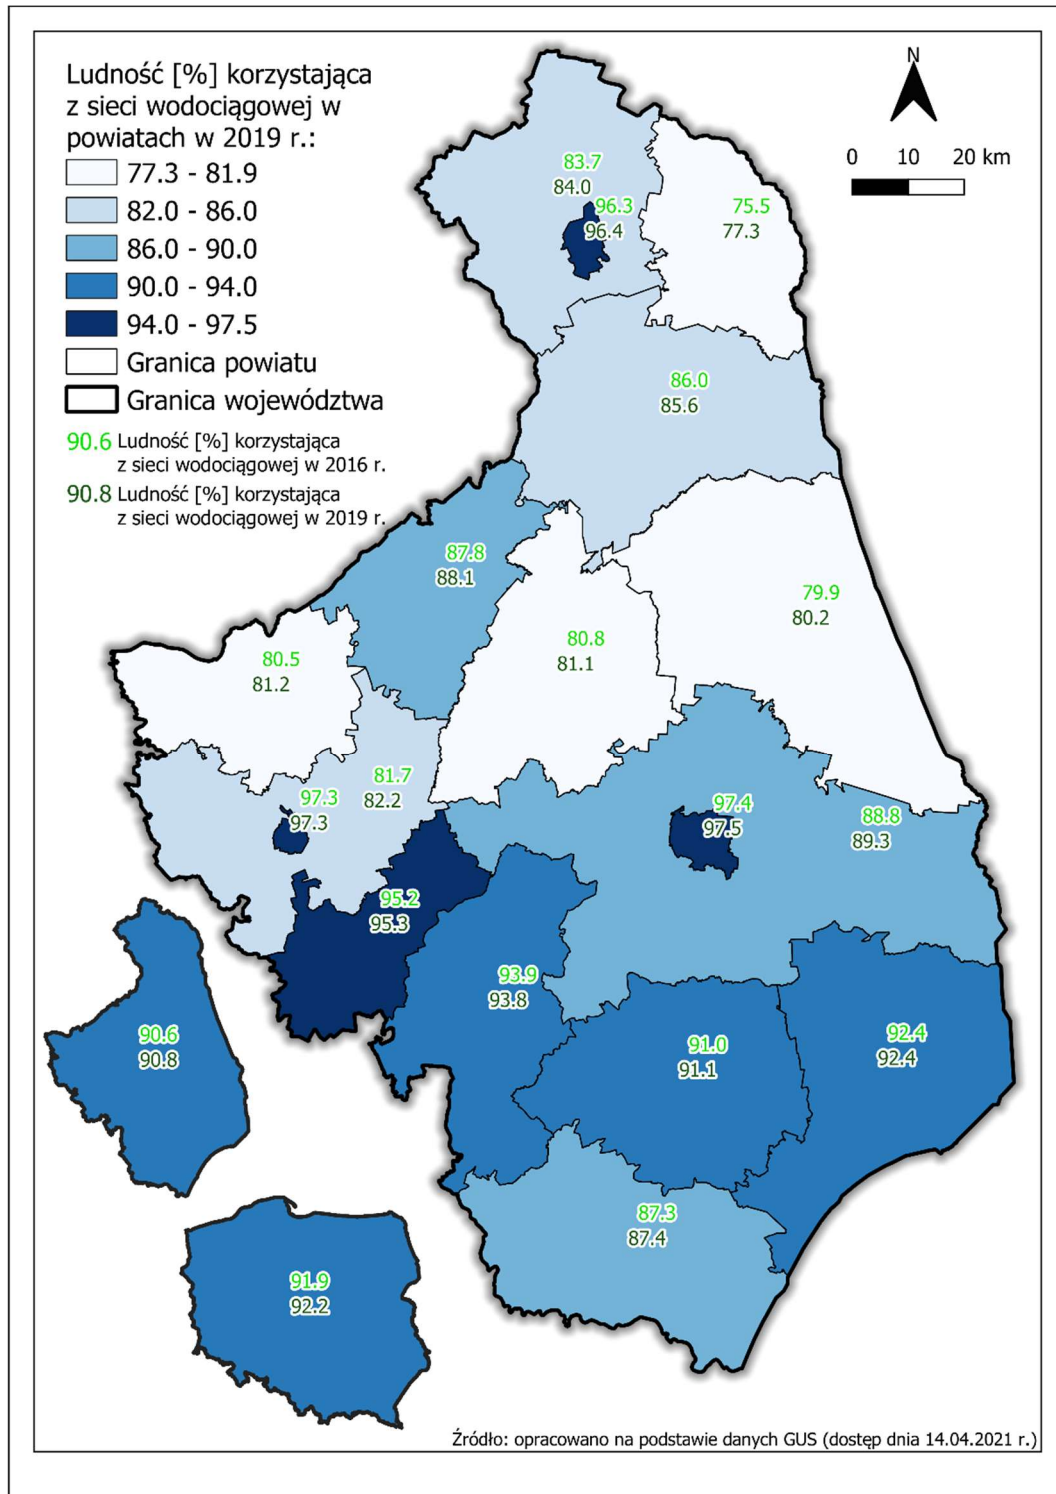 Ludność [%] korzystająca
z sieci wodociągowej w
powiatach w 2019 r.:
77.3 - 81.9
82.0 - 86.0
86.0 - 90.0
90.0 - 94.0
94.0 - 97.5
Granica powiatu
Granica województwa
90.6 Ludność [%] korzystająca
z sieci wodociągowej w 2016 r.
90.8 Ludność [%] korzystająca
z sieci wodociągowej w 2019 r.
N
0 10 20 km
83.7
84.0
96.3
96.4
75.5
77.3
86.0
85.6
87.8
88.1
79.9
80.2
80.8
81.1
80.5
81.2
81.7
82.2
97.3
97.3
97.4
97.5
88.8
89.3
95.2
95.3
93.9
93.8
91.0
91.1
92.4
92.4
90.6
90.8
87.3
87.4
91.9
92.2
Źródło: opracowano na podstawie danych GUS (dostęp dnia 14.04.2021 r.)